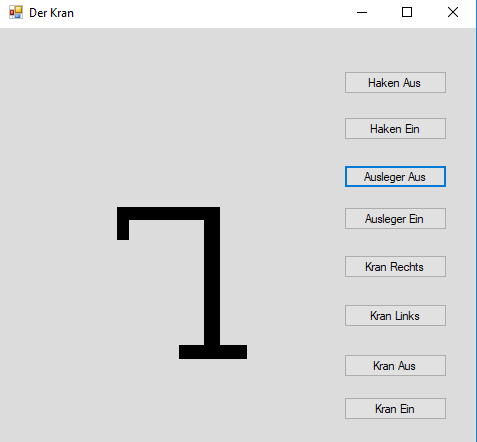 Der Kran
Haken Aus
Haken Ein
Ausleger Aus
Ausleger Ein
Kran Rechts
Kran Links
Kran Aus
Kran Ein